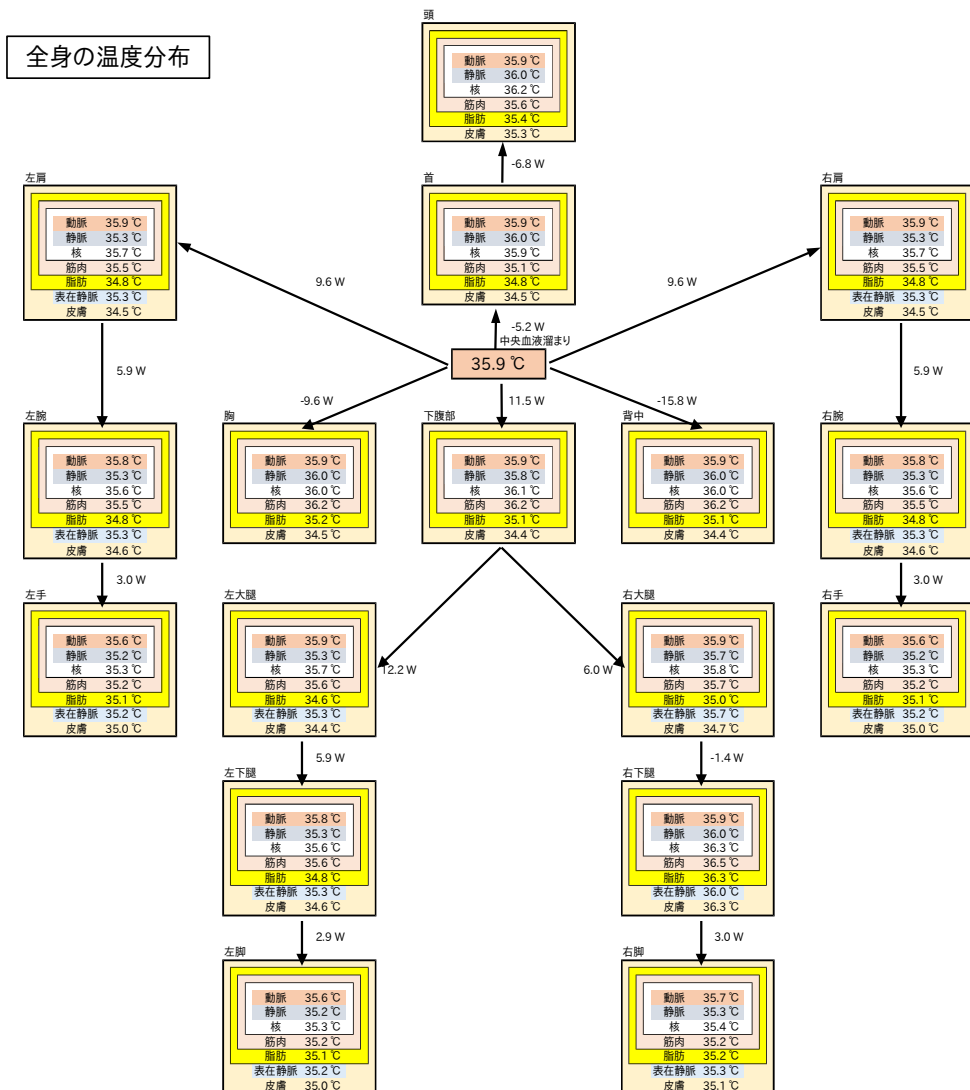 全身の温度分布
頭
動脈 35.9 ℃
静脈 36.0 ℃
核 36.2 ℃
筋肉 35.6 ℃
脂肪 35.4 ℃
皮膚 35.3 ℃
-6.8 W
左肩
動脈 35.9 ℃
静脈 35.3 ℃
核 35.7 ℃
筋肉 35.5 ℃
脂肪 34.8 ℃
表在静脈 35.3 ℃
皮膚 34.5 ℃
首
動脈 35.9 ℃
静脈 36.0 ℃
核 35.9 ℃
筋肉 35.1 ℃
脂肪 34.8 ℃
皮膚 34.5 ℃
右肩
動脈 35.9 ℃
静脈 35.3 ℃
核 35.7 ℃
筋肉 35.5 ℃
脂肪 34.8 ℃
表在静脈 35.3 ℃
皮膚 34.5 ℃
9.6 W
9.6 W
-5.2 W
中央血液溜まり
35.9 ℃
5.9 W
5.9 W
-9.6 W
11.5 W
-15.8 W
左腕
動脈 35.8 ℃
静脈 35.3 ℃
核 35.6 ℃
筋肉 35.5 ℃
脂肪 34.8 ℃
表在静脈 35.3 ℃
皮膚 34.6 ℃
胸
動脈 35.9 ℃
静脈 36.0 ℃
核 36.0 ℃
筋肉 36.2 ℃
脂肪 35.2 ℃
皮膚 34.5 ℃
下腹部
動脈 35.9 ℃
静脈 35.8 ℃
核 36.1 ℃
筋肉 36.2 ℃
脂肪 35.1 ℃
皮膚 34.4 ℃
背中
動脈 35.9 ℃
静脈 36.0 ℃
核 36.0 ℃
筋肉 36.2 ℃
脂肪 35.1 ℃
皮膚 34.4 ℃
右腕
動脈 35.8 ℃
静脈 35.3 ℃
核 35.6 ℃
筋肉 35.5 ℃
脂肪 34.8 ℃
表在静脈 35.3 ℃
皮膚 34.6 ℃
3.0 W
3.0 W
左手
動脈 35.6 ℃
静脈 35.2 ℃
核 35.3 ℃
筋肉 35.2 ℃
脂肪 35.1 ℃
表在静脈 35.2 ℃
皮膚 35.0 ℃
左大腿
動脈 35.9 ℃
静脈 35.3 ℃
核 35.7 ℃
筋肉 35.6 ℃
脂肪 34.6 ℃
表在静脈 35.3 ℃
皮膚 34.4 ℃
12.2 W
6.0 W
右大腿
動脈 35.9 ℃
静脈 35.7 ℃
核 35.8 ℃
筋肉 35.7 ℃
脂肪 35.0 ℃
表在静脈 35.7 ℃
皮膚 34.7 ℃
右手
動脈 35.6 ℃
静脈 35.2 ℃
核 35.3 ℃
筋肉 35.2 ℃
脂肪 35.1 ℃
表在静脈 35.2 ℃
皮膚 35.0 ℃
5.9 W
-1.4 W
左下腿
動脈 35.8 ℃
静脈 35.3 ℃
核 35.6 ℃
筋肉 35.6 ℃
脂肪 34.8 ℃
表在静脈 35.3 ℃
皮膚 34.6 ℃
右下腿
動脈 35.9 ℃
静脈 36.0 ℃
核 36.3 ℃
筋肉 36.5 ℃
脂肪 36.3 ℃
表在静脈 36.0 ℃
皮膚 36.3 ℃
2.9 W
3.0 W
左脚
動脈 35.6 ℃
静脈 35.2 ℃
核 35.3 ℃
筋肉 35.2 ℃
脂肪 35.1 ℃
表在静脈 35.2 ℃
皮膚 35.0 ℃
右脚
動脈 35.7 ℃
静脈 35.3 ℃
核 35.4 ℃
筋肉 35.2 ℃
脂肪 35.2 ℃
表在静脈 35.3 ℃
皮膚 35.1 ℃